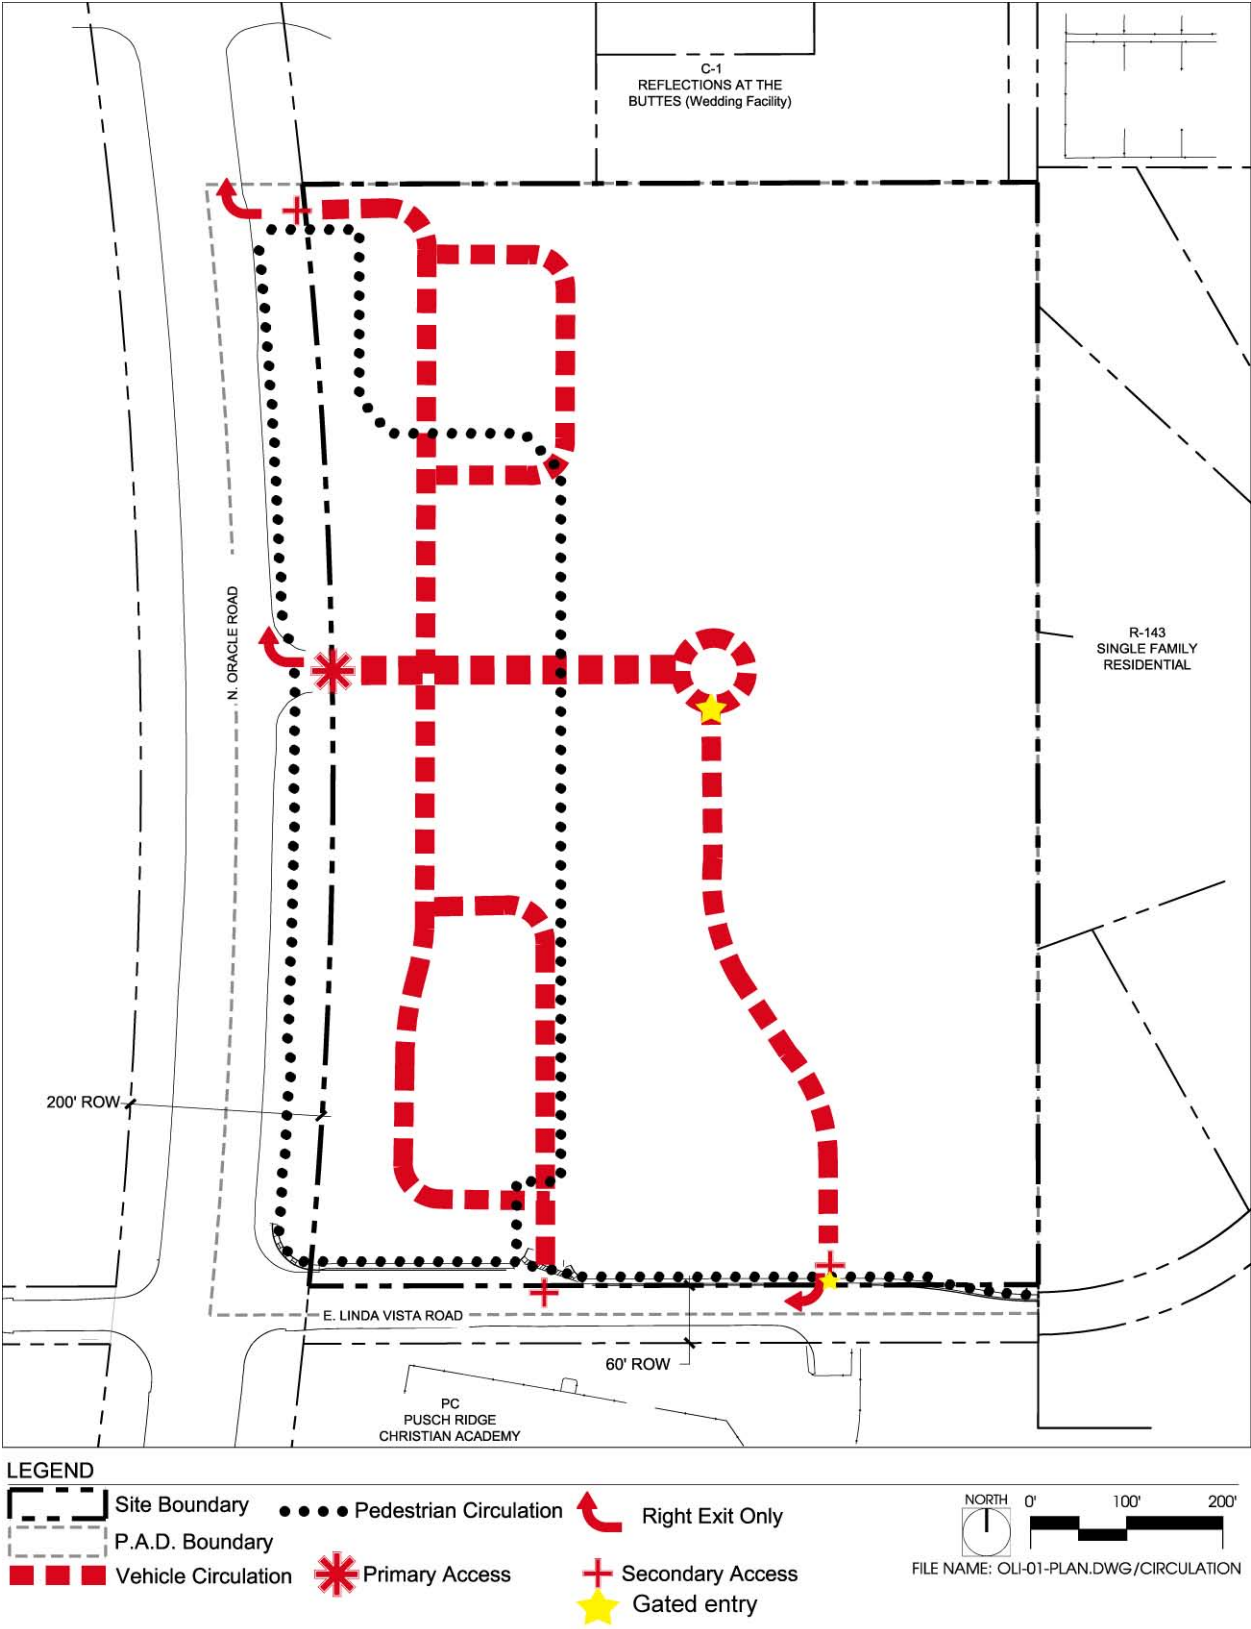 C-1
REFLECTIONS AT THE
BUTTES (Wedding Facility)
N. ORACLE ROAD
R-143
SINGLE FAMILY
RESIDENTIAL
200' ROW
E. LINDA VISTA ROAD
60' ROW
PC
PUSCH RIDGE
CHRISTIAN ACADEMY
LEGEND
Site Boundary
Pedestrian Circulation
Right Exit Only
P.A.D. Boundary
Vehicle Circulation
Primary Access
Secondary Access
Gated entry
NORTH
0' 100' 200'
FILE NAME: OLI-01-PLAN.DWG/CIRCULATION